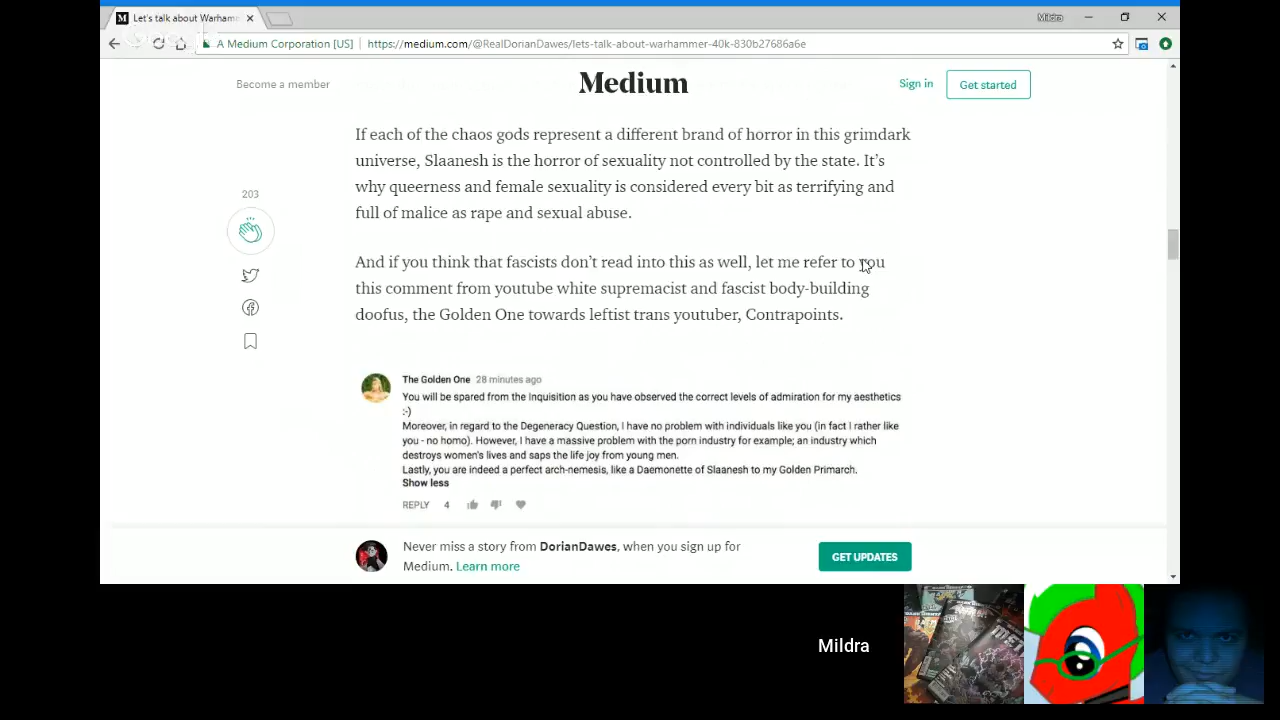 Let's talk about Warham
Mildra
A Medium Corporation [US]
https://medium.com/@RealDorianDawes/lets-talk-about-warhammer-40k-830b27686a6e
Become a member
Medium
Sign in
Get started
If each of the chaos gods represent a different brand of horror in this grimdark
universe, Slaanesh is the horror of sexuality not controlled by the state. It's
why queerness and female sexuality is considered every bit as terrifying and
full of malice as rape and sexual abuse.
203
And if you think that fascists don't read into this as well, let me refer to you
this comment from youtube white supremacist and fascist body-building
doofus, the Golden One towards leftist trans youtuber, Contrapoints.
The Golden One 28 minutes ago
You will be spared from the Inquisition as you have observed the correct levels of admiration for my aesthetics
:-)
Moreover, in regard to the Degeneracy Question, I have no problem with individuals like you (in fact I rather like
you - no homo). However, I have a massive problem with the porn industry for example; an industry which
destroys women's lives and saps the life joy from young men.
Lastly, you are indeed a perfect arch-nemesis, like a Daemonette of Slaanesh to my Golden Primarch.
Show less
REPLY 4
Never miss a story from DorianDawes, when you sign up for
Medium. Learn more
GET UPDATES
Mildra